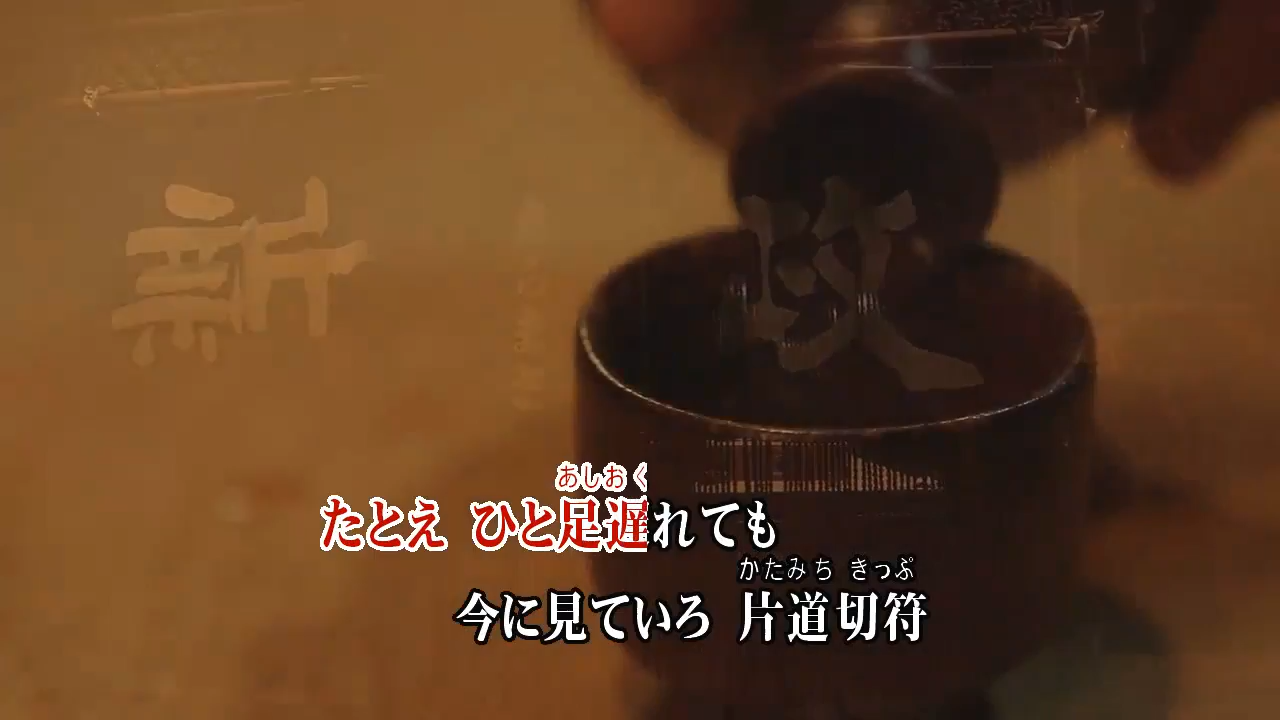 あしおく
たとえ ひと足遅れても
かたみち きっぷ
今に見ていろ 片道切符